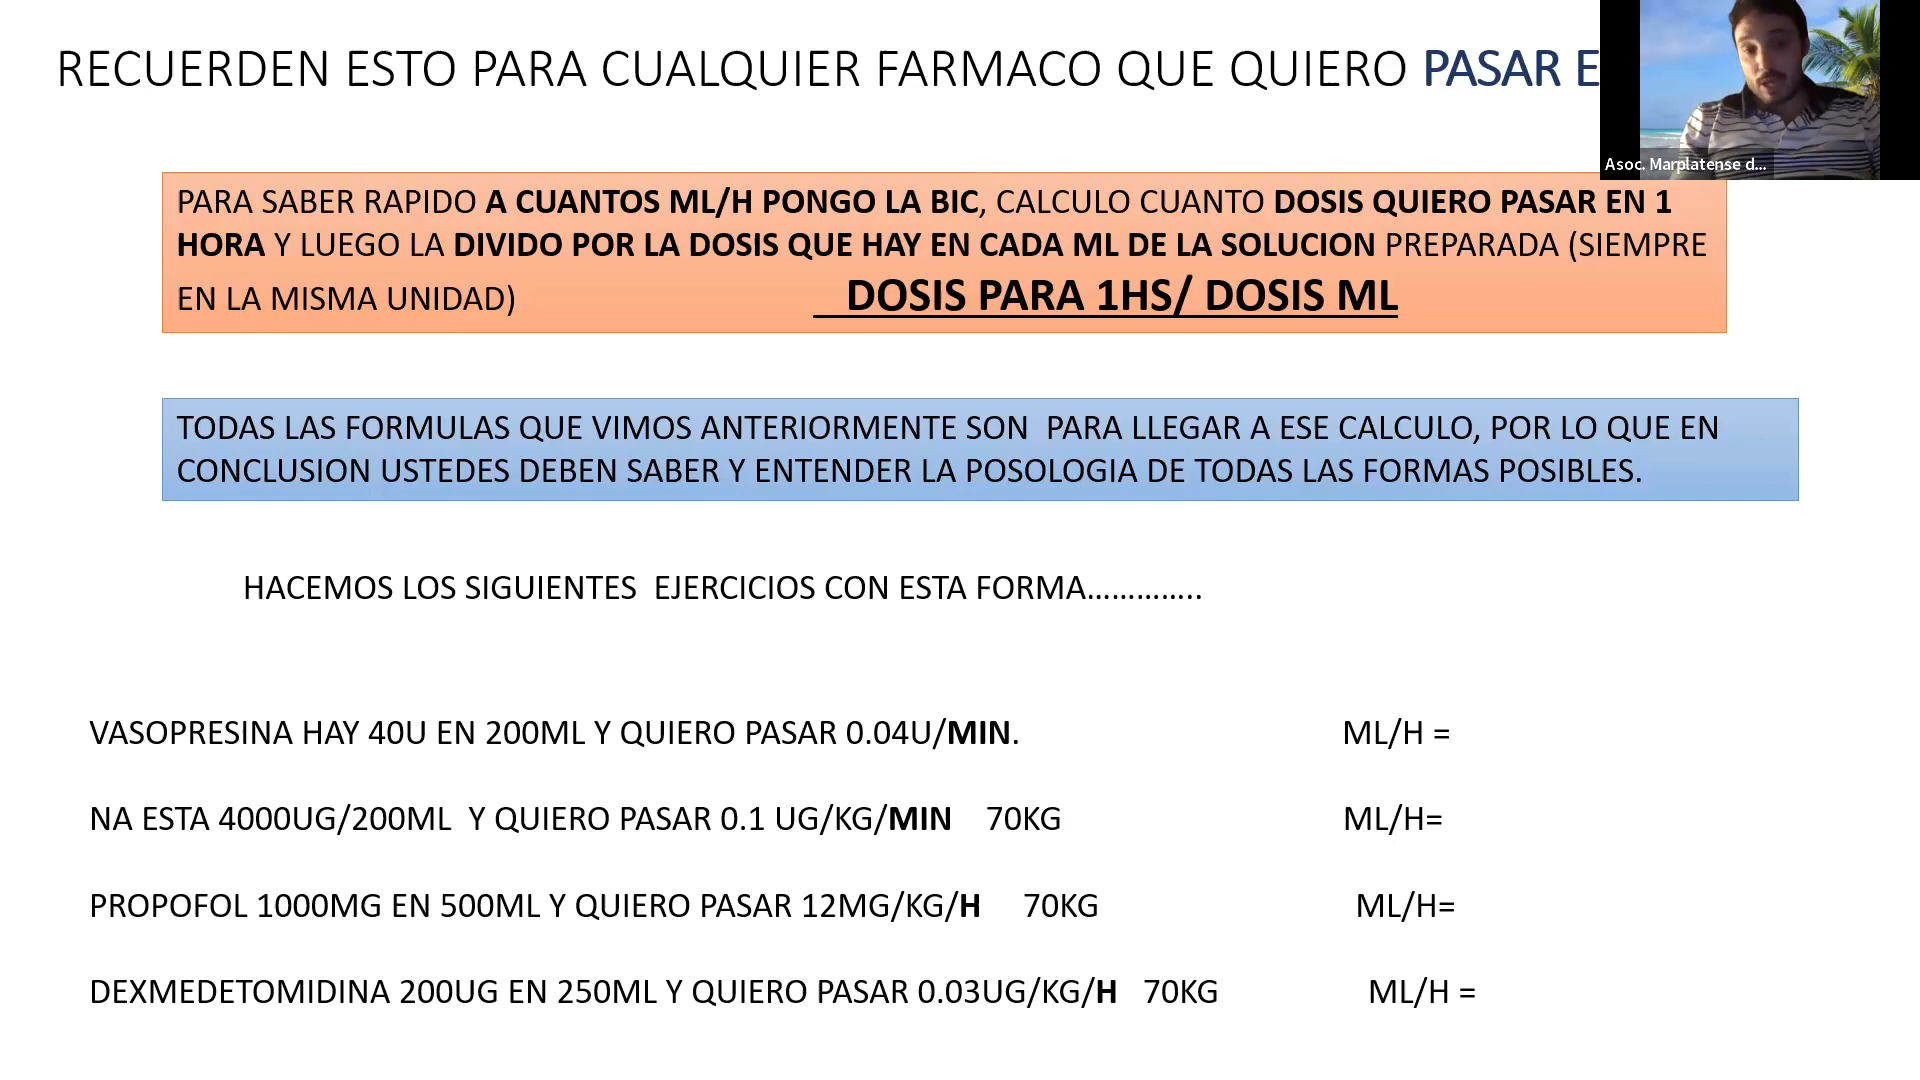 RECUERDEN ESTO PARA CUALQUIER FARMACO QUE QUIERO PASAR E
Asoc. Marplatense d...
PARA SABER RAPIDO A CUANTOS ML/H PONGO LA BIC, CALCULO CUANTO DOSIS QUIERO PASAR EN 1
HORA Y LUEGO LA DIVIDO POR LA DOSIS QUE HAY EN CADA ML DE LA SOLUCION PREPARADA (SIEMPRE
EN LA MISMA UNIDAD) DOSIS PARA 1HS/ DOSIS ML
TODAS LAS FORMULAS QUE VIMOS ANTERIORMENTE SON PARA LLEGAR A ESE CALCULO, POR LO QUE EN
CONCLUSION USTEDES DEBEN SABER Y ENTENDER LA POSOLOGIA DE TODAS LAS FORMAS POSIBLES.
HACEMOS LOS SIGUIENTES EJERCICIOS CON ESTA FORMA…………..
VASOPRESINA HAY 40U EN 200ML Y QUIERO PASAR 0.04U/MIN. ML/H =
NA ESTA 4000UG/200ML Y QUIERO PASAR 0.1 UG/KG/MIN 70KG ML/H=
PROPOFOL 1000MG EN 500ML Y QUIERO PASAR 12MG/KG/H 70KG ML/H=
DEXMEDETOMIDINA 200UG EN 250ML Y QUIERO PASAR 0.03UG/KG/H 70KG ML/H =